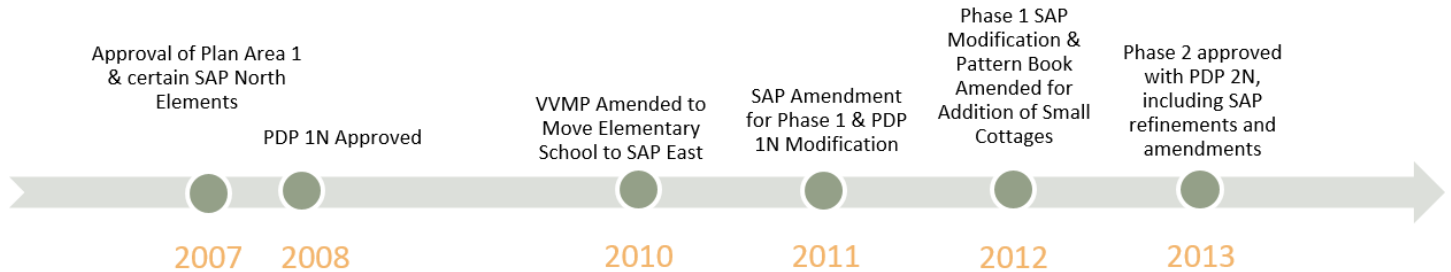 Approval of Plan Area 1
& certain SAP North
Elements
PDP 1N Approved
VVMP Amended to
Move Elementary
School to SAP East
SAP Amendment
for Phase 1 & PDP
1N Modification
Phase 1 SAP
Modification &
Pattern Book
Amended for
Addition of Small
Cottages
Phase 2 approved
with PDP 2N,
including SAP
refinements and
amendments
2007
2008
2010
2011
2012
2013